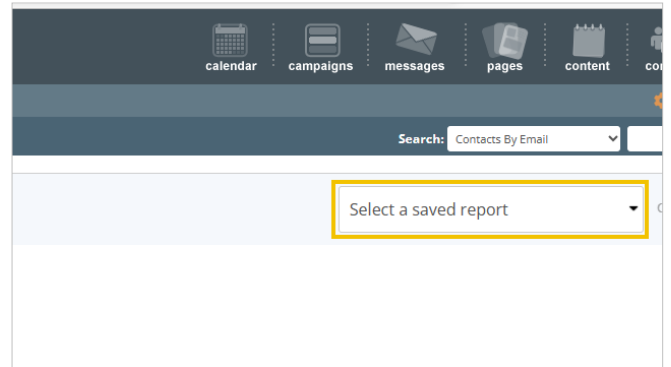 calendar campaigns messages pages content
Search: Contacts By Email
Select a saved report